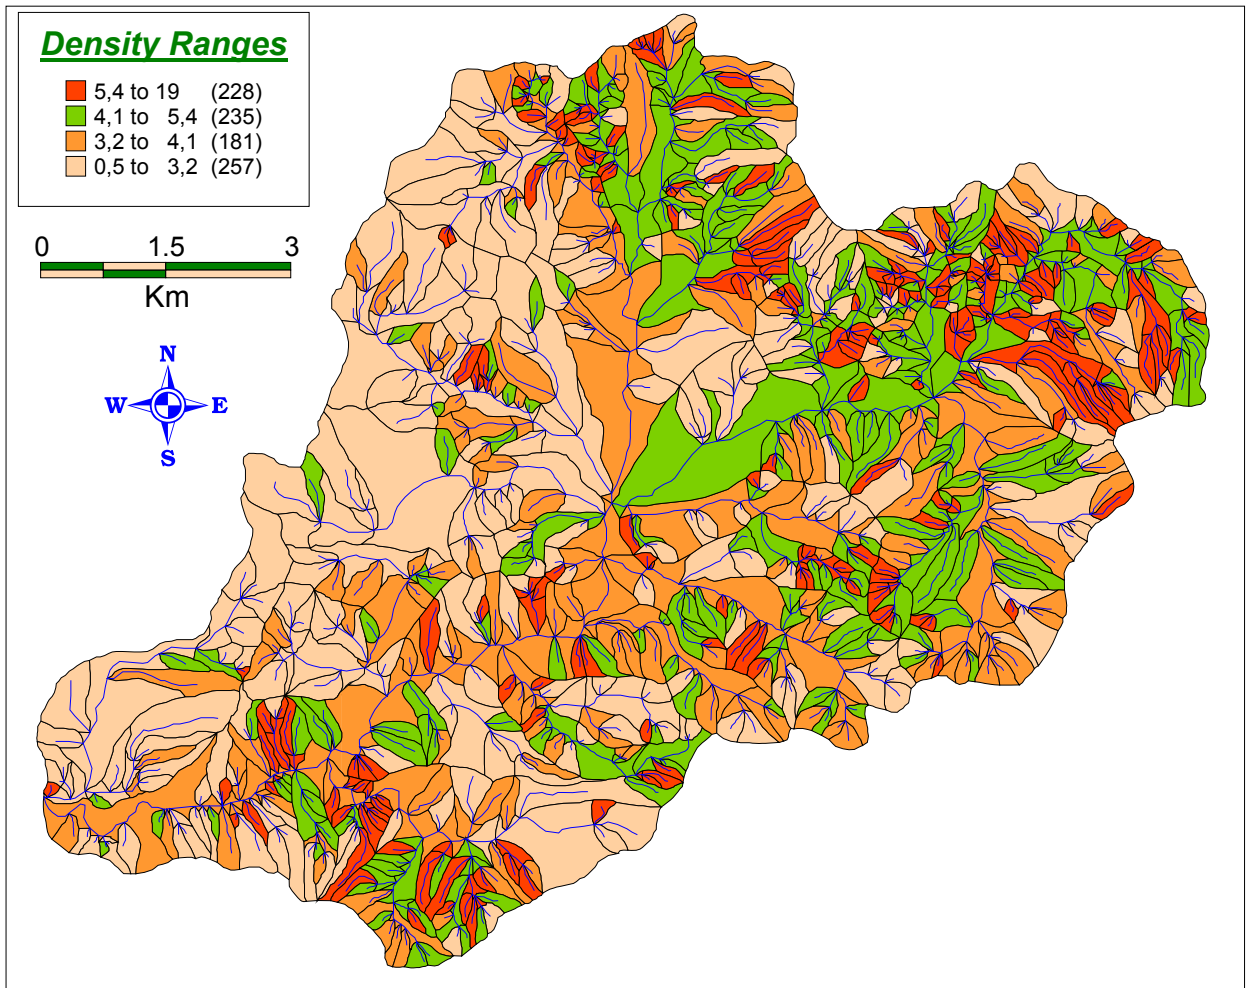 Density Ranges
5,4 to 19 (228)
4,1 to 5,4 (235)
3,2 to 4,1 (181)
0,5 to 3,2 (257)
0 1.5 3
Km
N
W E
S